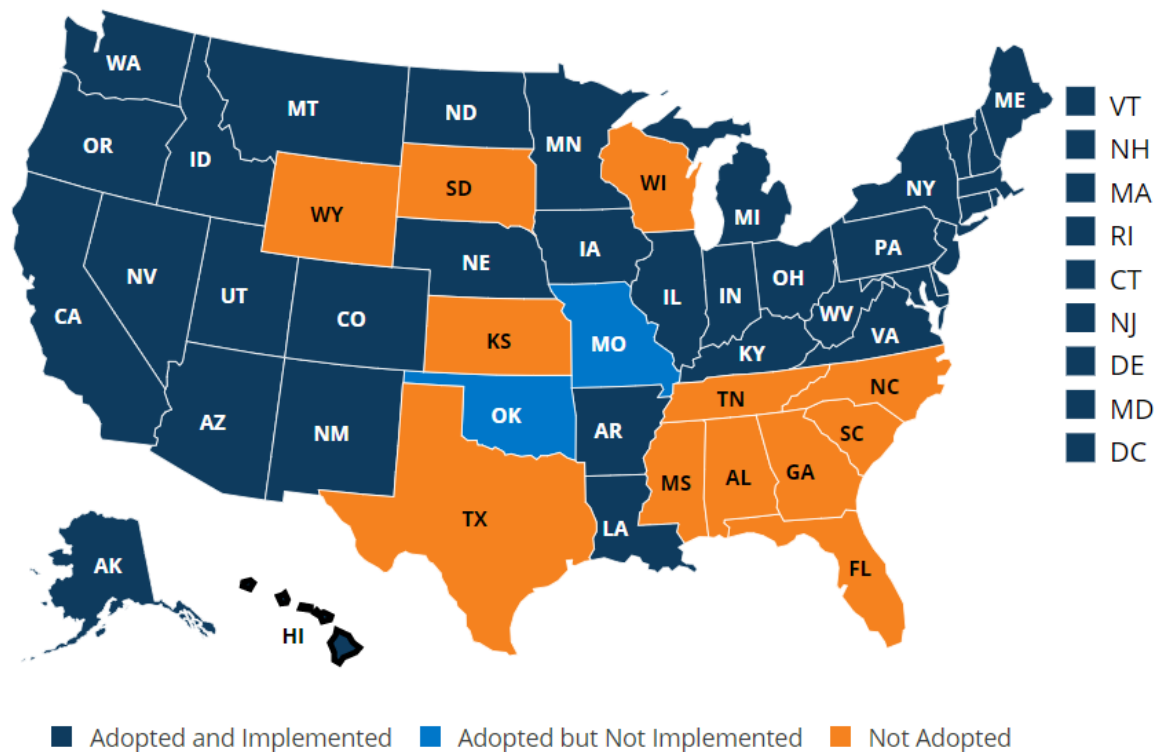 WA
ME
VT
MT
ND
OR
MN
NH
ID
SD
WI
NY
MA
WY
MI
RI
IA
PA
NE
NV
OH
CT
UT
IL
IN
CA
CO
WV
NJ
VA
KS
MO
KY
DE
NC
TN
MD
AZ
OK
AR
SC
NM
DC
GA
MS
AL
TX
LA
AK
FL
HI
Adopted and Implemented Adopted but Not Implemented Not Adopted